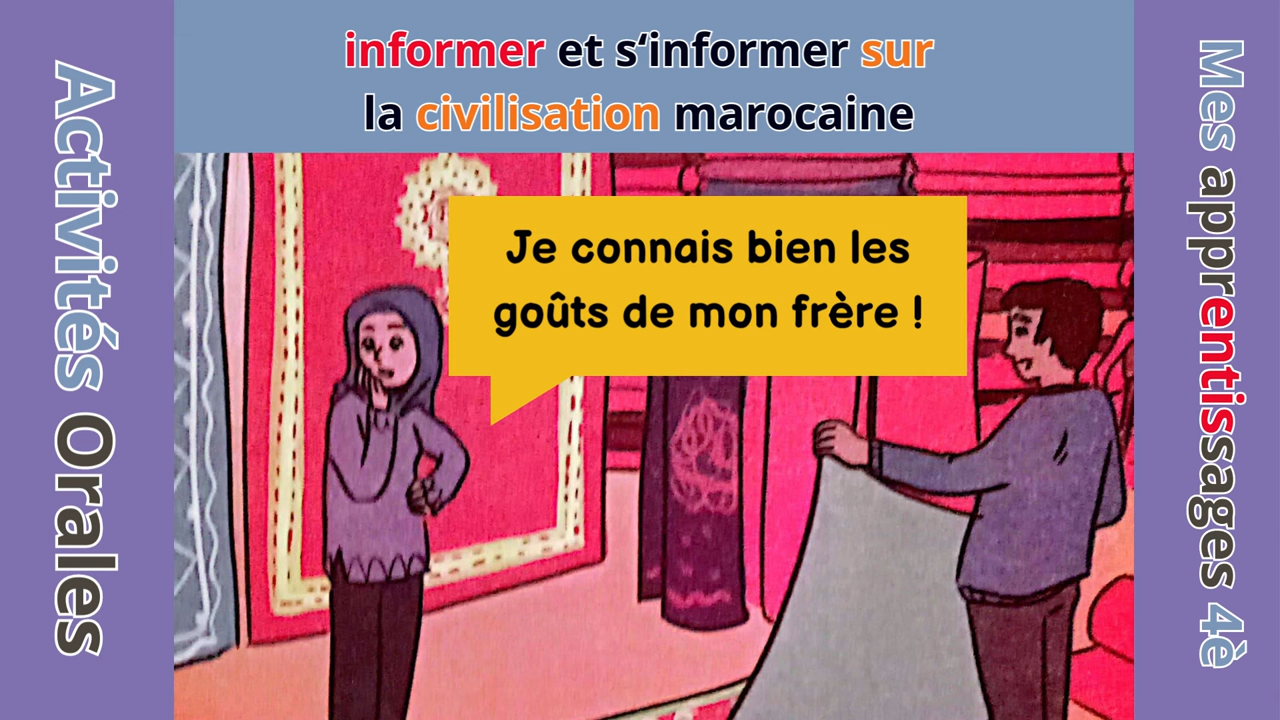 Activités Orales
informer et s‘informer sur
la civilisation marocaine
Je connais bien les
goûts de mon frère !
Mes apprentissages 4è